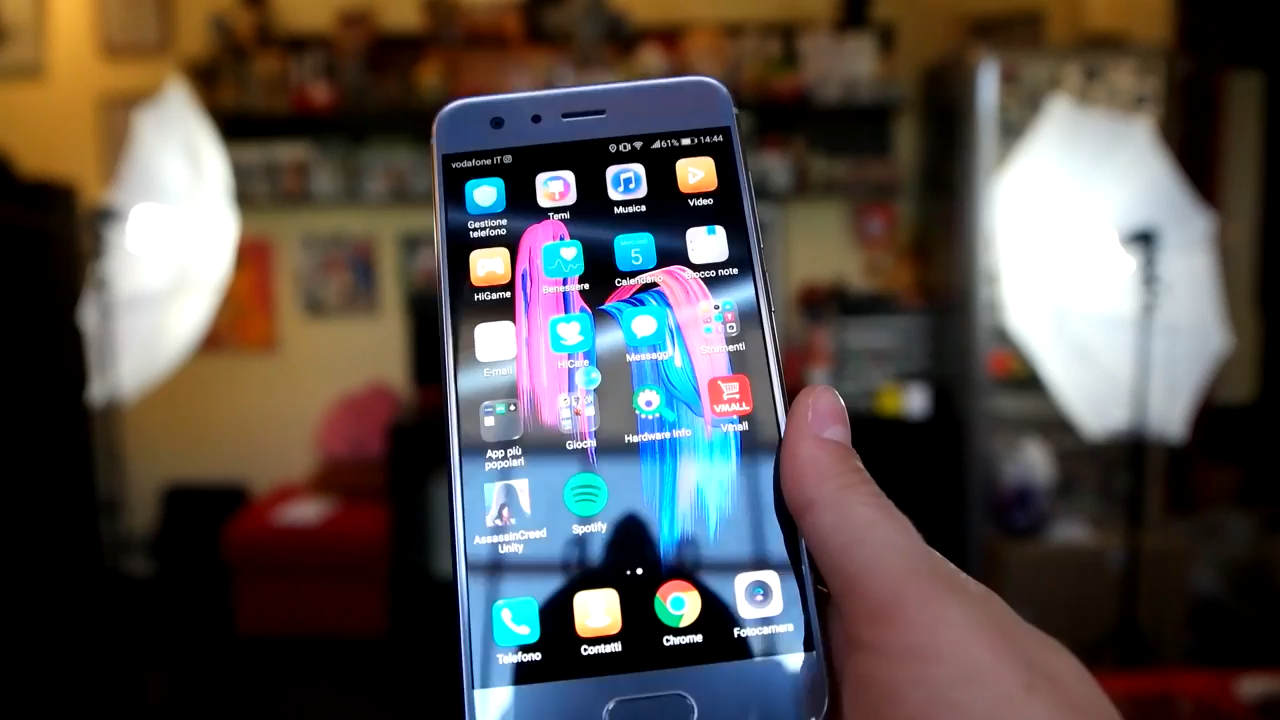 vodafone IT
61% 14:44
Gestione
telefono
Temi
Musica
Video
HiGame
Benessere
Mercoledì
5
Calendario
Blocco note
E-mail
HiCare
Messaggi
Strumenti
App più
popolari
Giochi
Hardware Info
VMALL
Vmall
AssassinCreed
Unity
Spotify
Telefono
Contatti
Chrome
Fotocamera